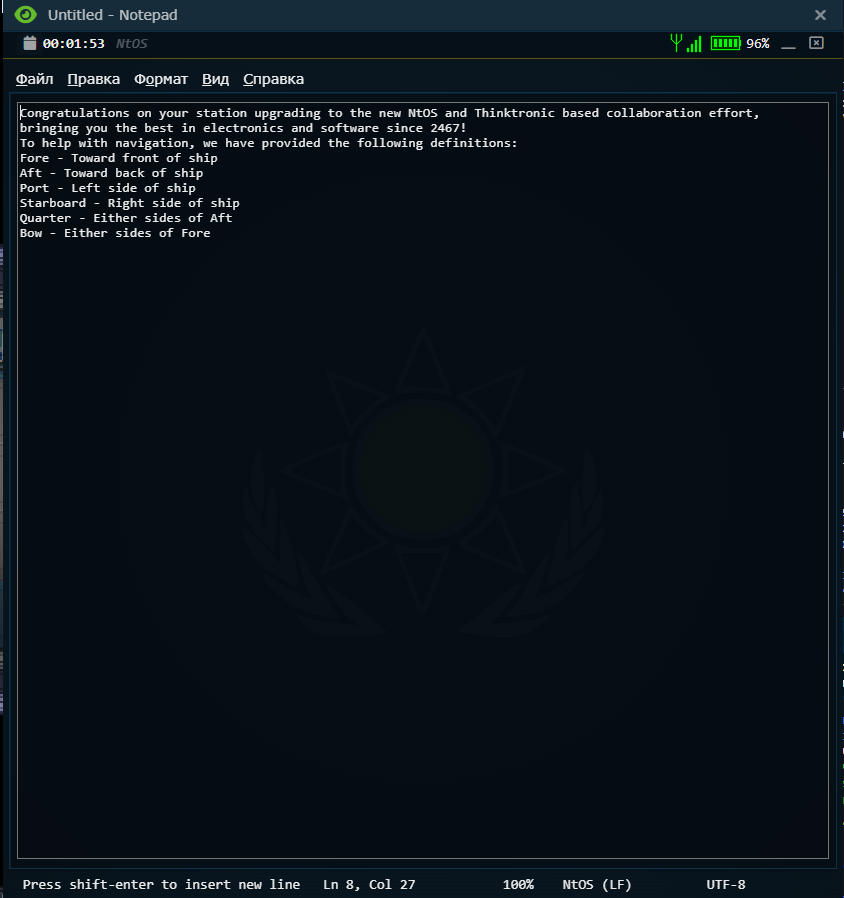 Untitled - Notepad
00:01:53 NtOS 96%
Файл Правка Формат Вид Справка
Congratulations on your station upgrading to the new NtOS and Thinktronic based collaboration effort,
bringing you the best in electronics and software since 2467!
To help with navigation, we have provided the following definitions:
Fore - Toward front of ship
Aft - Toward back of ship
Port - Left side of ship
Starboard - Right side of ship
Quarter - Either sides of Aft
Bow - Either sides of Fore
Press shift-enter to insert new line Ln 8, Col 27 100% NtOS (LF) UTF-8